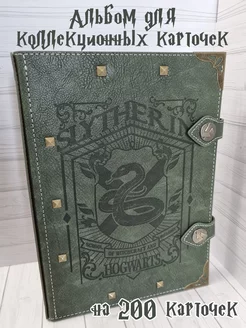 Альбом для
коллекционных карточек
SLYTHERIN
HOGWARTS
на 200 карточек